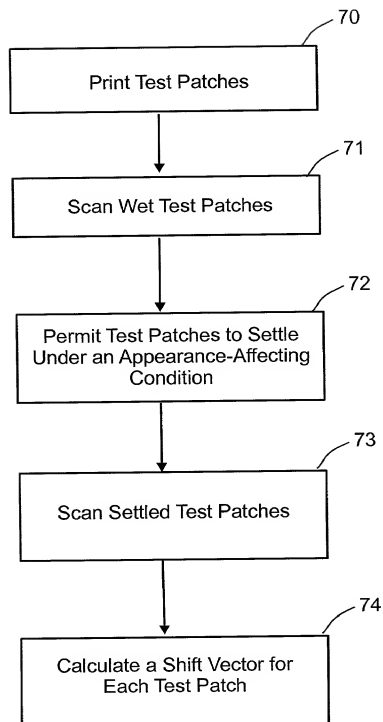 70
Print Test Patches
71
Scan Wet Test Patches
72
Permit Test Patches to Settle
Under an Appearance-Affecting
Condition
73
Scan Settled Test Patches
74
Calculate a Shift Vector for
Each Test Patch